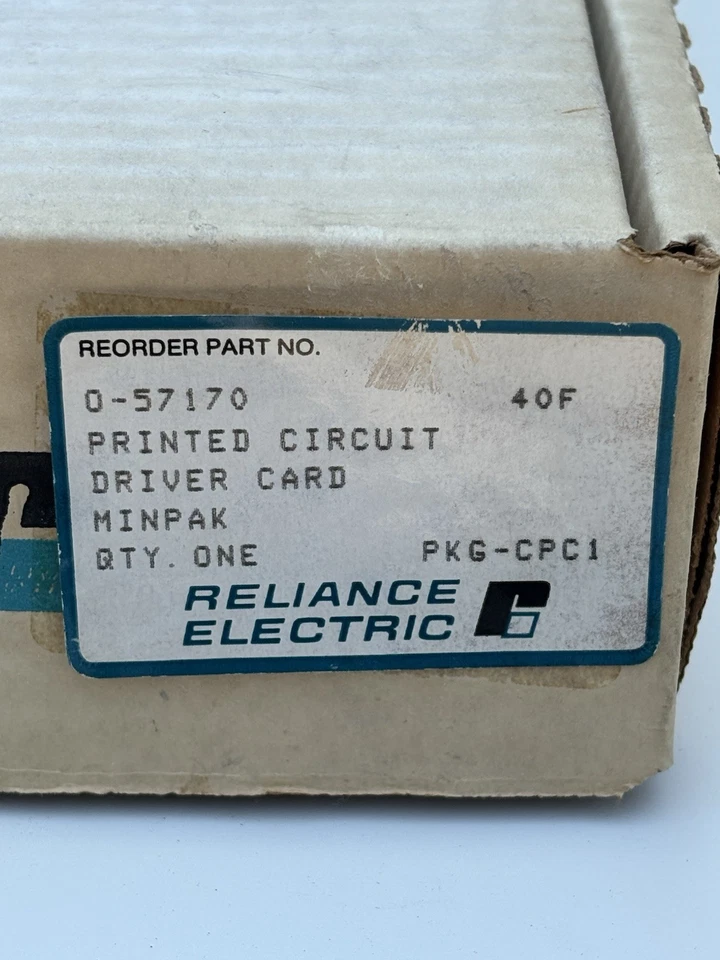 REORDER PART NO.
0-57170 40F
PRINTED CIRCUIT
DRIVER CARD
MINPAK
QTY. ONE PKG-CPC1
RELIANCE
ELECTRIC